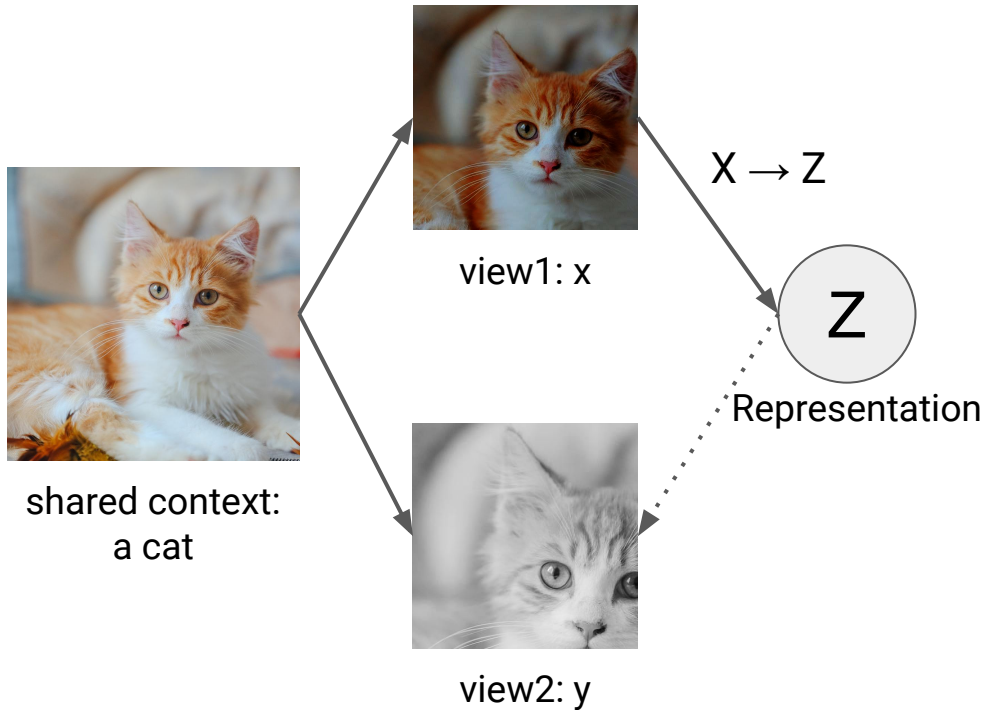 X → Z
view1: x
Z
Representation
shared context:
a cat
view2: y